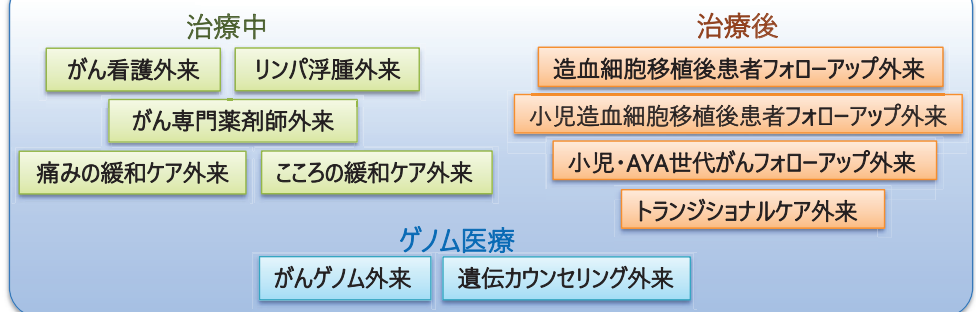 治療中
がん看護外来
リンパ浮腫外来
がん専門薬剤師外来
痛みの緩和ケア外来
こころの緩和ケア外来
治療後
造血細胞移植後患者フォローアップ外来
小児造血細胞移植後患者フォローアップ外来
小児・AYA世代がんフォローアップ外来
トランジショナルケア外来
ゲノム医療
がんゲノム外来
遺伝カウンセリング外来